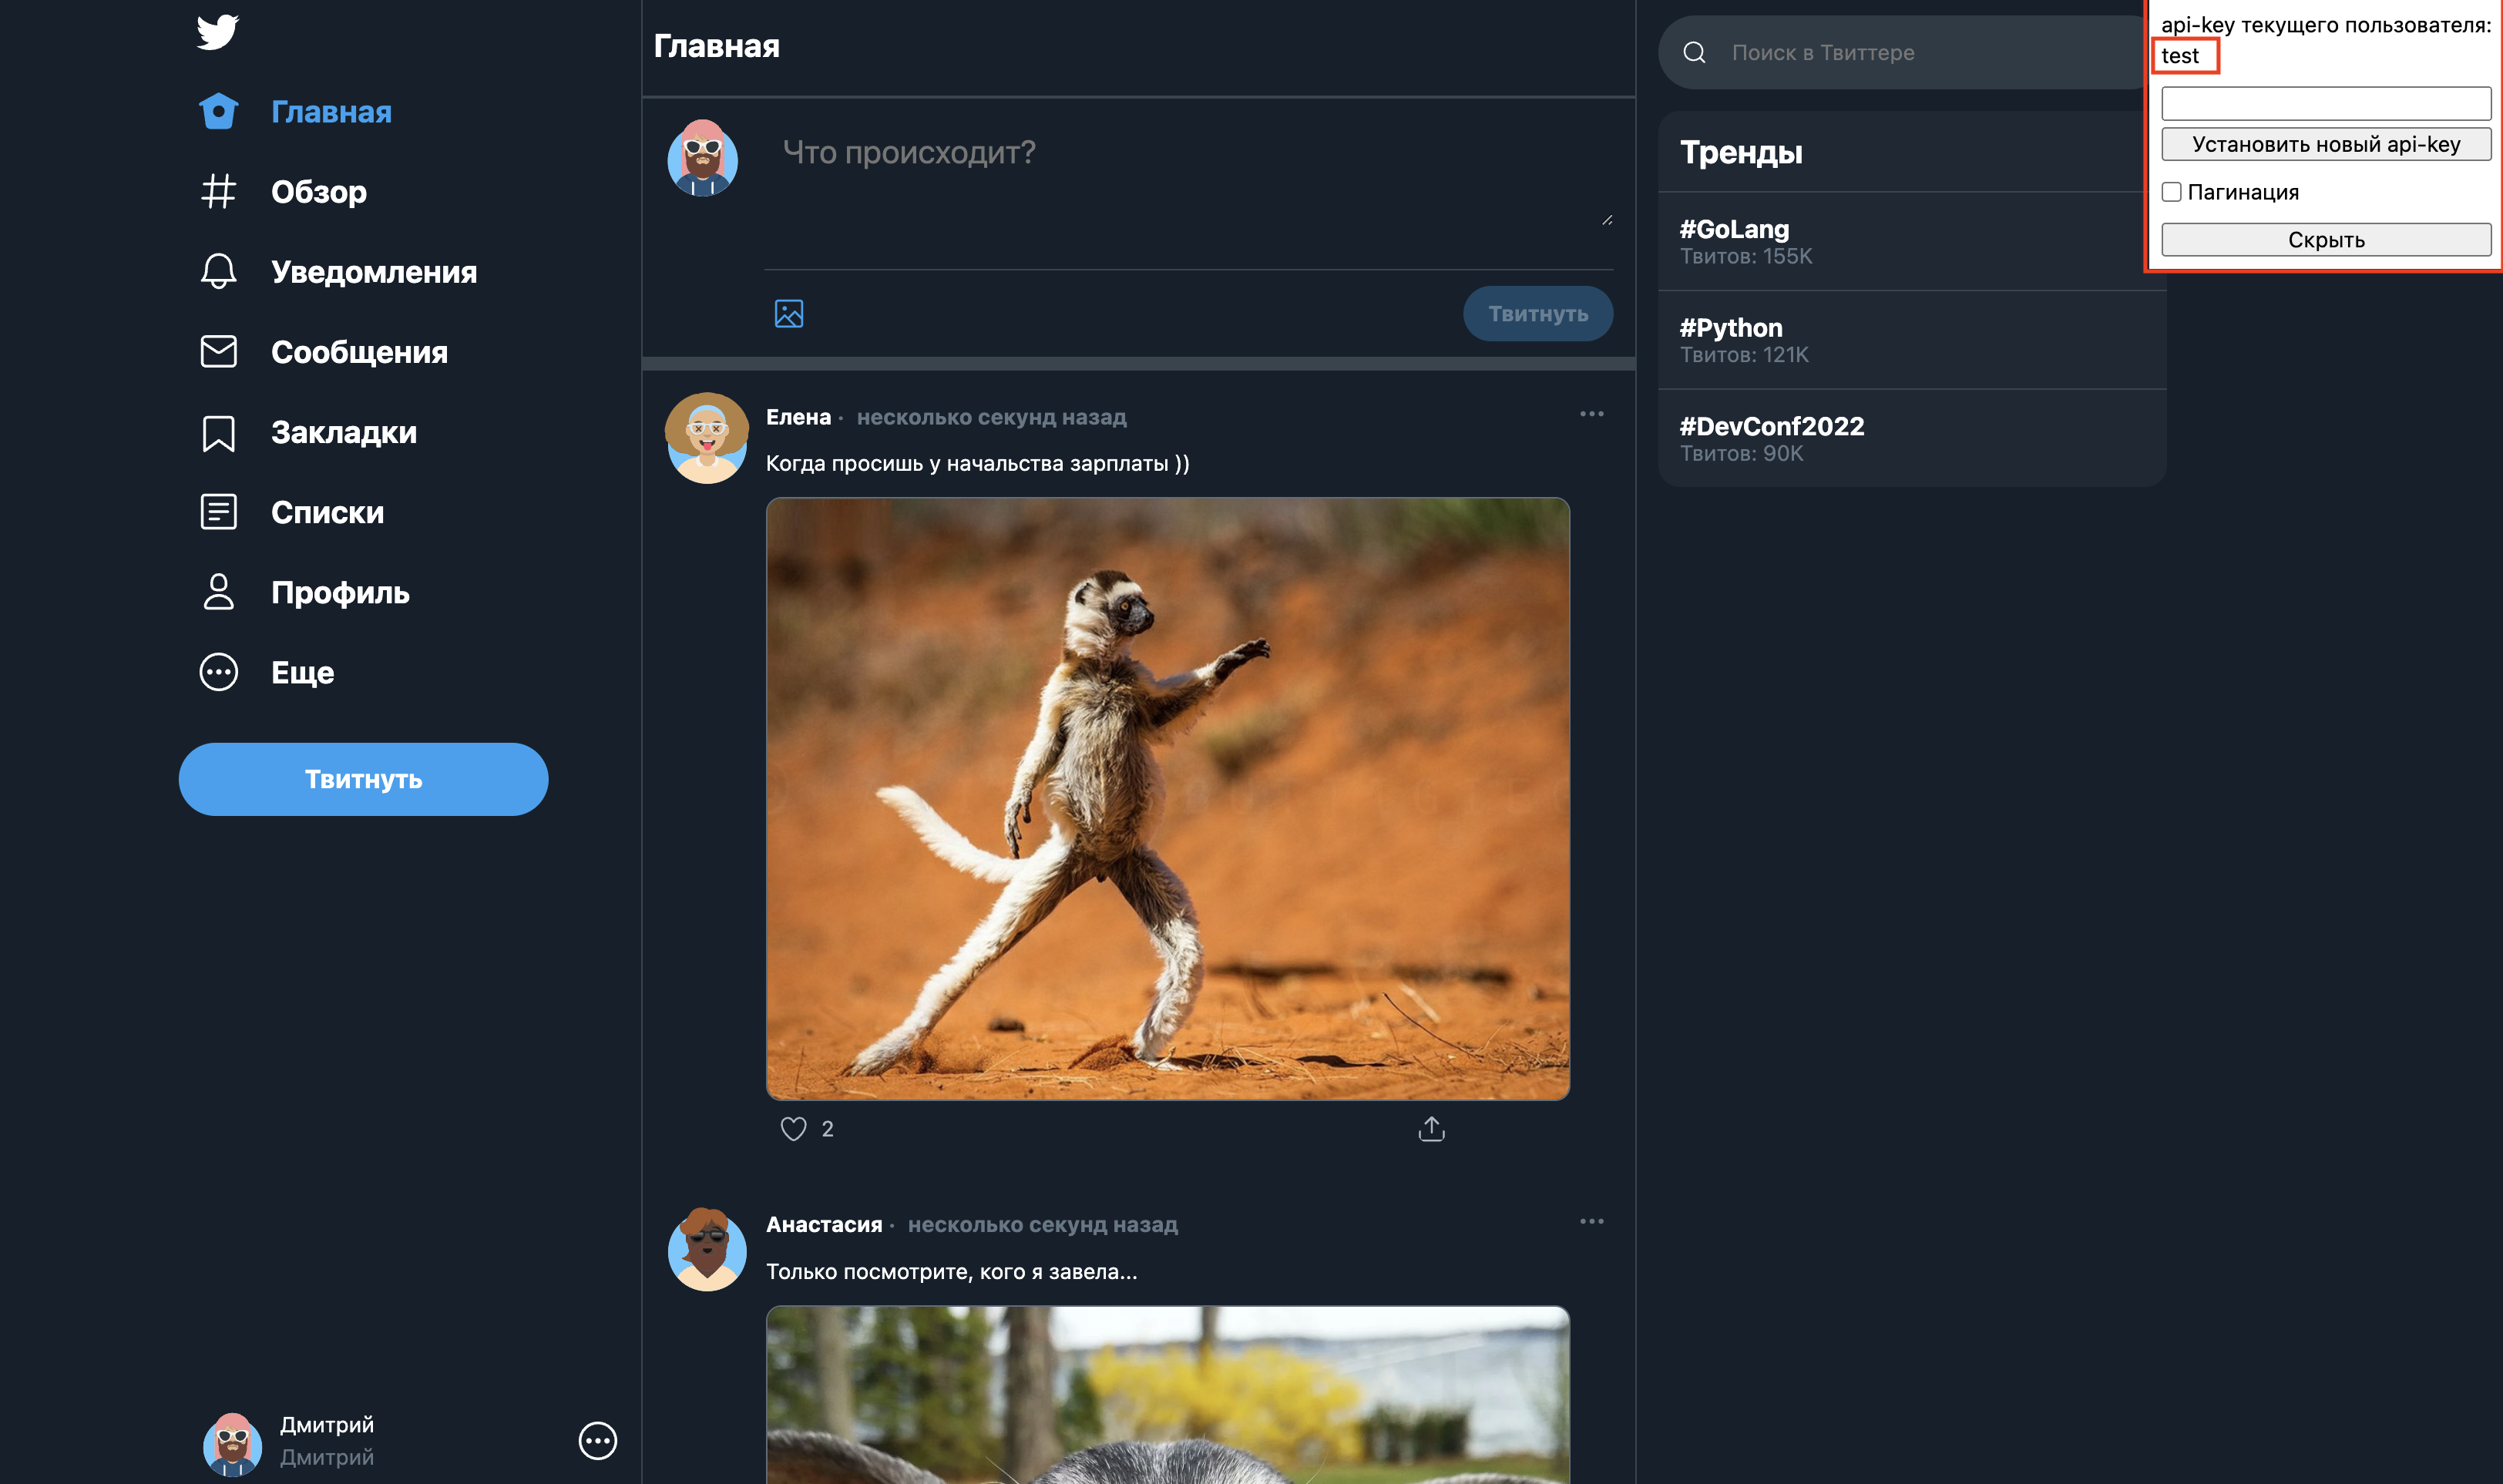 Главная
Обзор
Уведомления
Сообщения
Закладки
Списки
Профиль
Еще
Твитнуть
Дмитрий
Дмитрий
Главная
Что происходит?
Твитнуть
Елена · несколько секунд назад
Когда просишь у начальства зарплаты ))
2
Анастасия · несколько секунд назад
Только посмотрите, кого я завела...
Поиск в Твиттере
Тренды
#GoLang
Твитов: 155K
#Python
Твитов: 121K
#DevConf2022
Твитов: 90K
api-key текущего пользователя:
test
Установить новый api-key
Пагинация
Скрыть